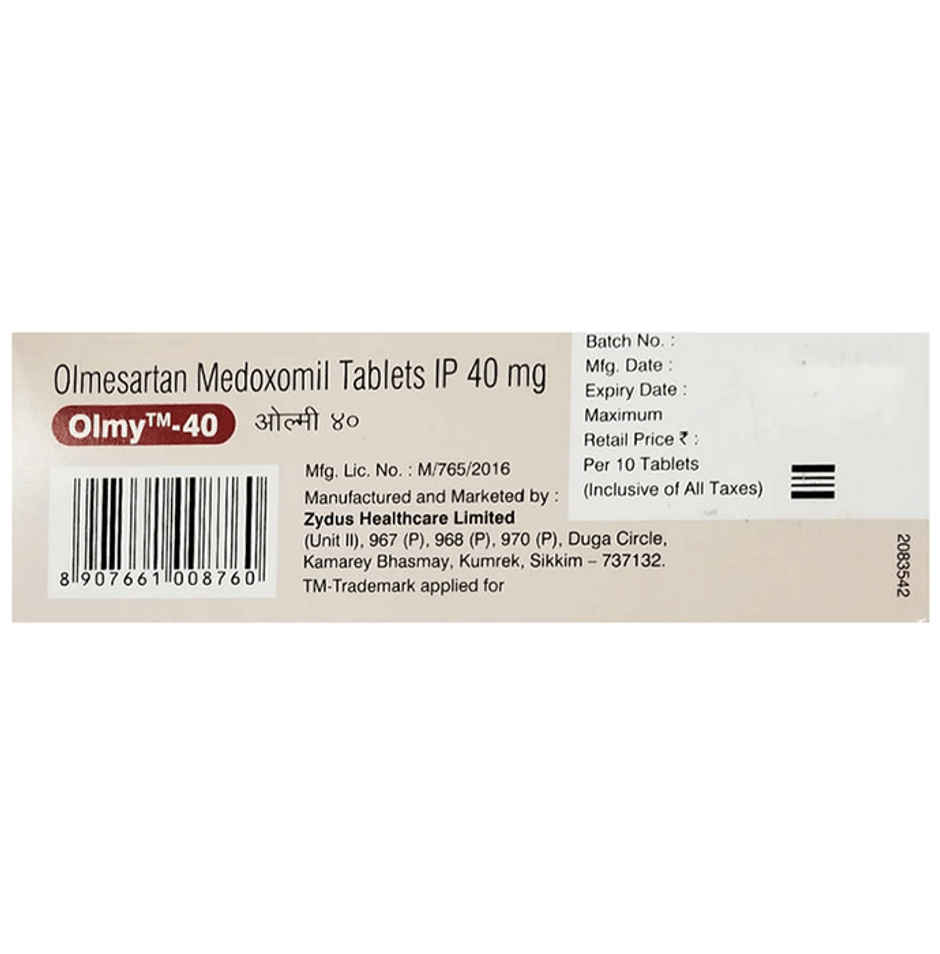 Olmesartan Medoxomil Tablets IP 40 mg
Olmy™-40 ओल्मी ४०
Mfg. Lic. No. : M/765/2016
Manufactured and Marketed by :
Zydus Healthcare Limited
(Unit II), 967 (P), 968 (P), 970 (P), Duga Circle,
Kamarey Bhasmay, Kumrek, Sikkim – 737132.
TM-Trademark applied for
8 907661 008760
Batch No. :
Mfg. Date :
Expiry Date :
Maximum
Retail Price ₹ :
Per 10 Tablets
(Inclusive of All Taxes)
2083542